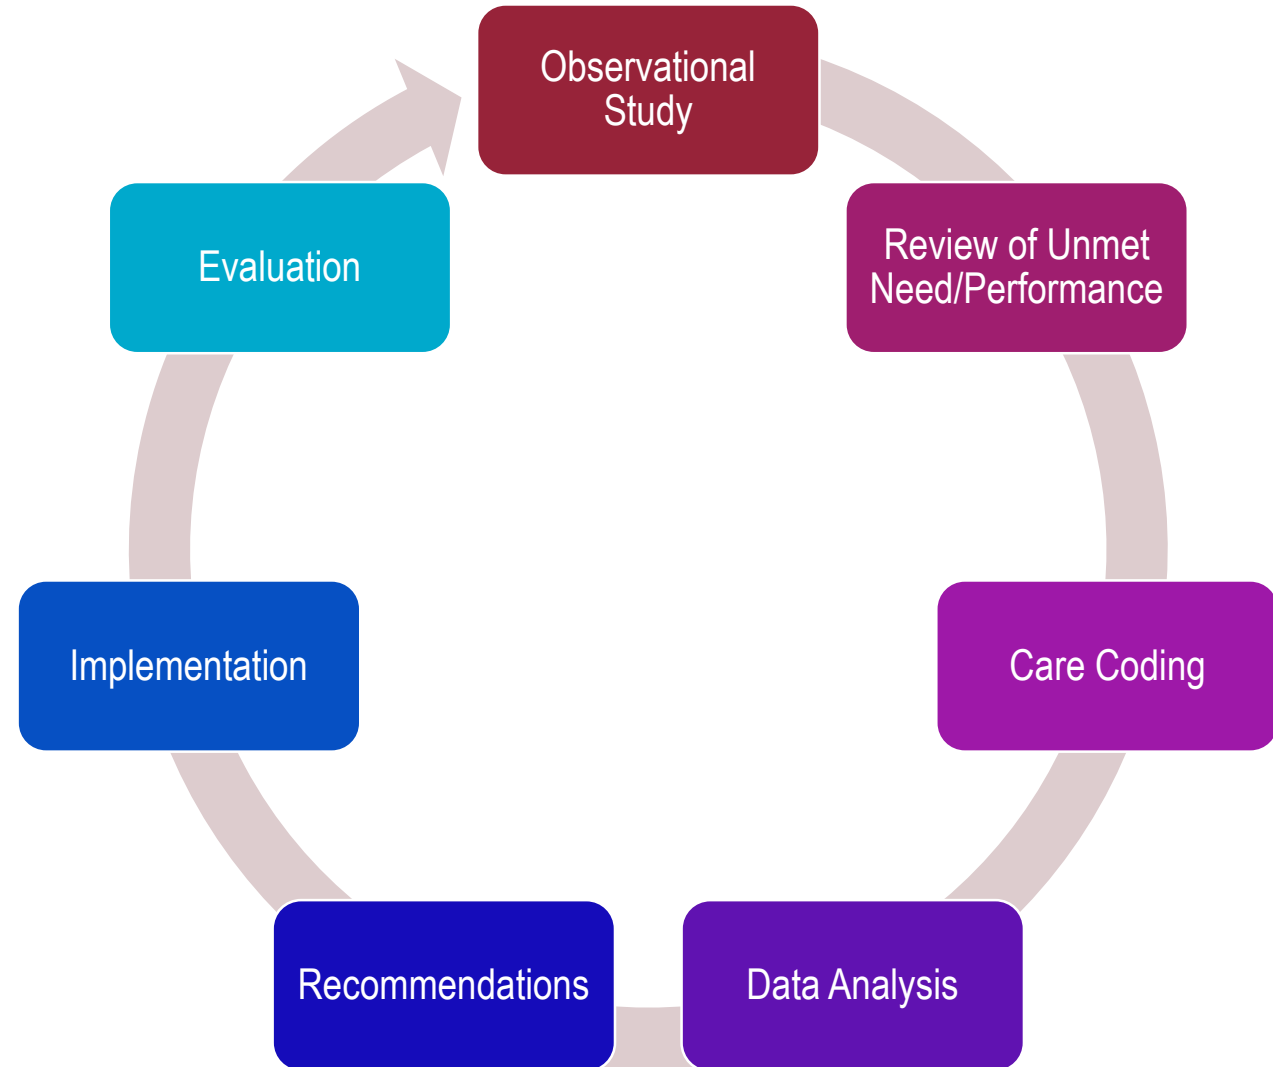 Observational
Study
Review of Unmet
Need/Performance
Care Coding
Data Analysis
Recommendations
Implementation
Evaluation